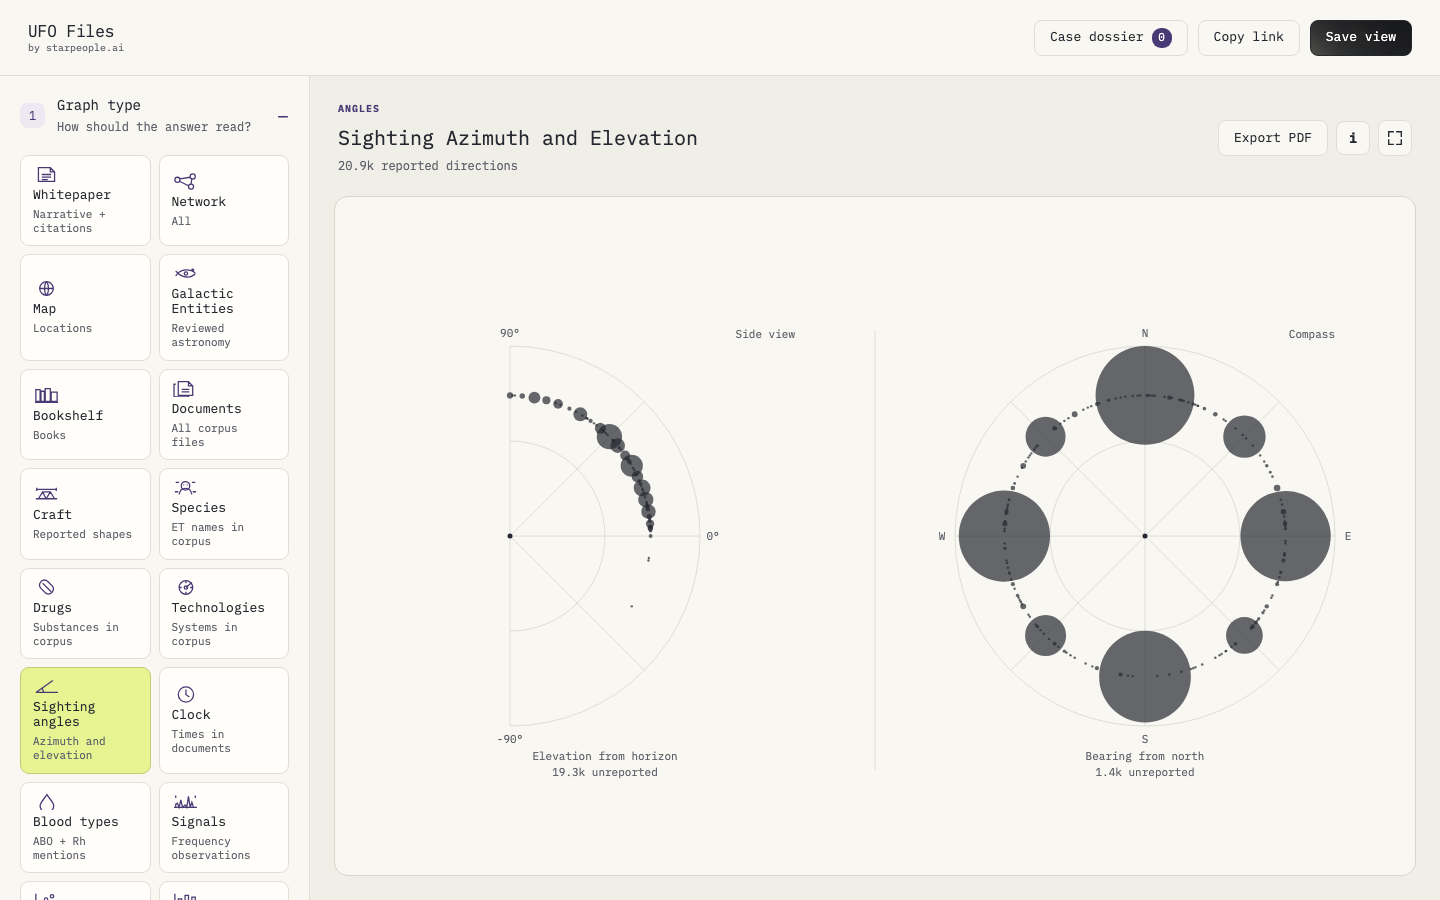 UFO Files
by starpeople.ai
Case dossier 0
Copy link
Save view
1
Graph type
How should the answer read?
Whitepaper
Narrative +
citations
Network
All
Map
Locations
Galactic
Entities
Reviewed
astronomy
Bookshelf
Books
Documents
All corpus
files
Craft
Reported shapes
Species
ET names in
corpus
Drugs
Substances in
corpus
Technologies
Systems in
corpus
Sighting
angles
Azimuth and
elevation
Clock
Times in
documents
Blood types
ABO + Rh
mentions
Signals
Frequency
observations
ANGLES
Sighting Azimuth and Elevation
20.9k reported directions
Export PDF
i
90°
Side view
0°
-90°
Elevation from horizon
19.3k unreported
N
Compass
W
E
S
Bearing from north
1.4k unreported